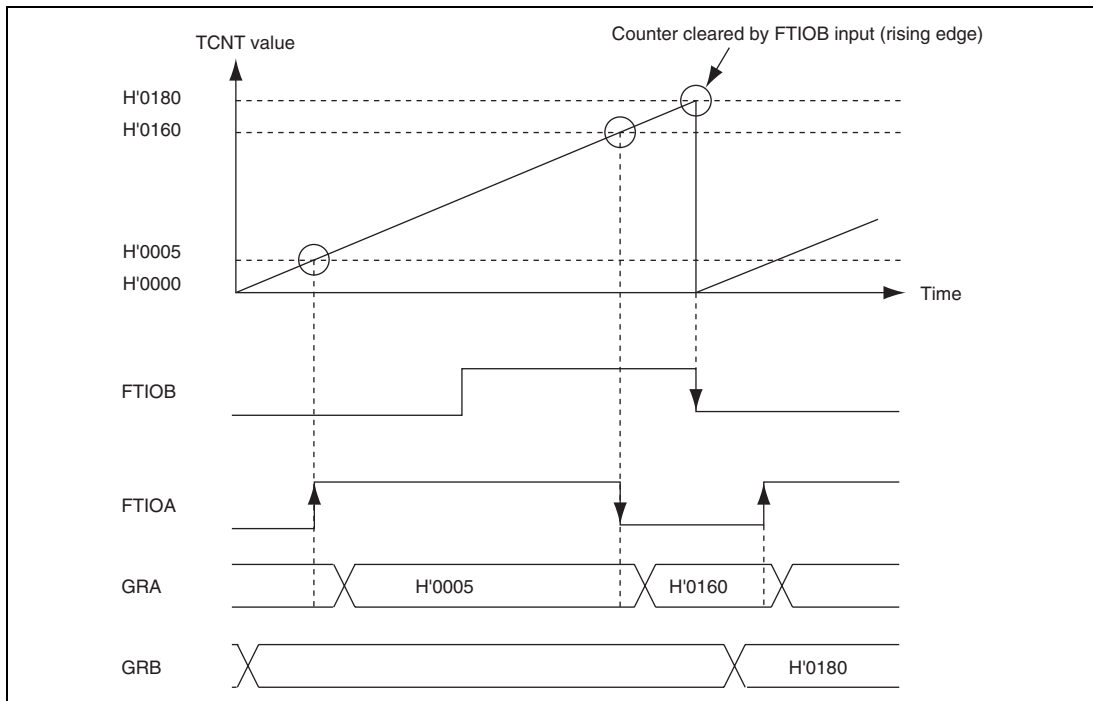 Counter cleared by FTIOB input (rising edge)
TCNT value
H'0180
H'0160
H'0005
H'0000
Time
FTIOB
FTIOA
GRA
H'0005
H'0160
GRB
H'0180